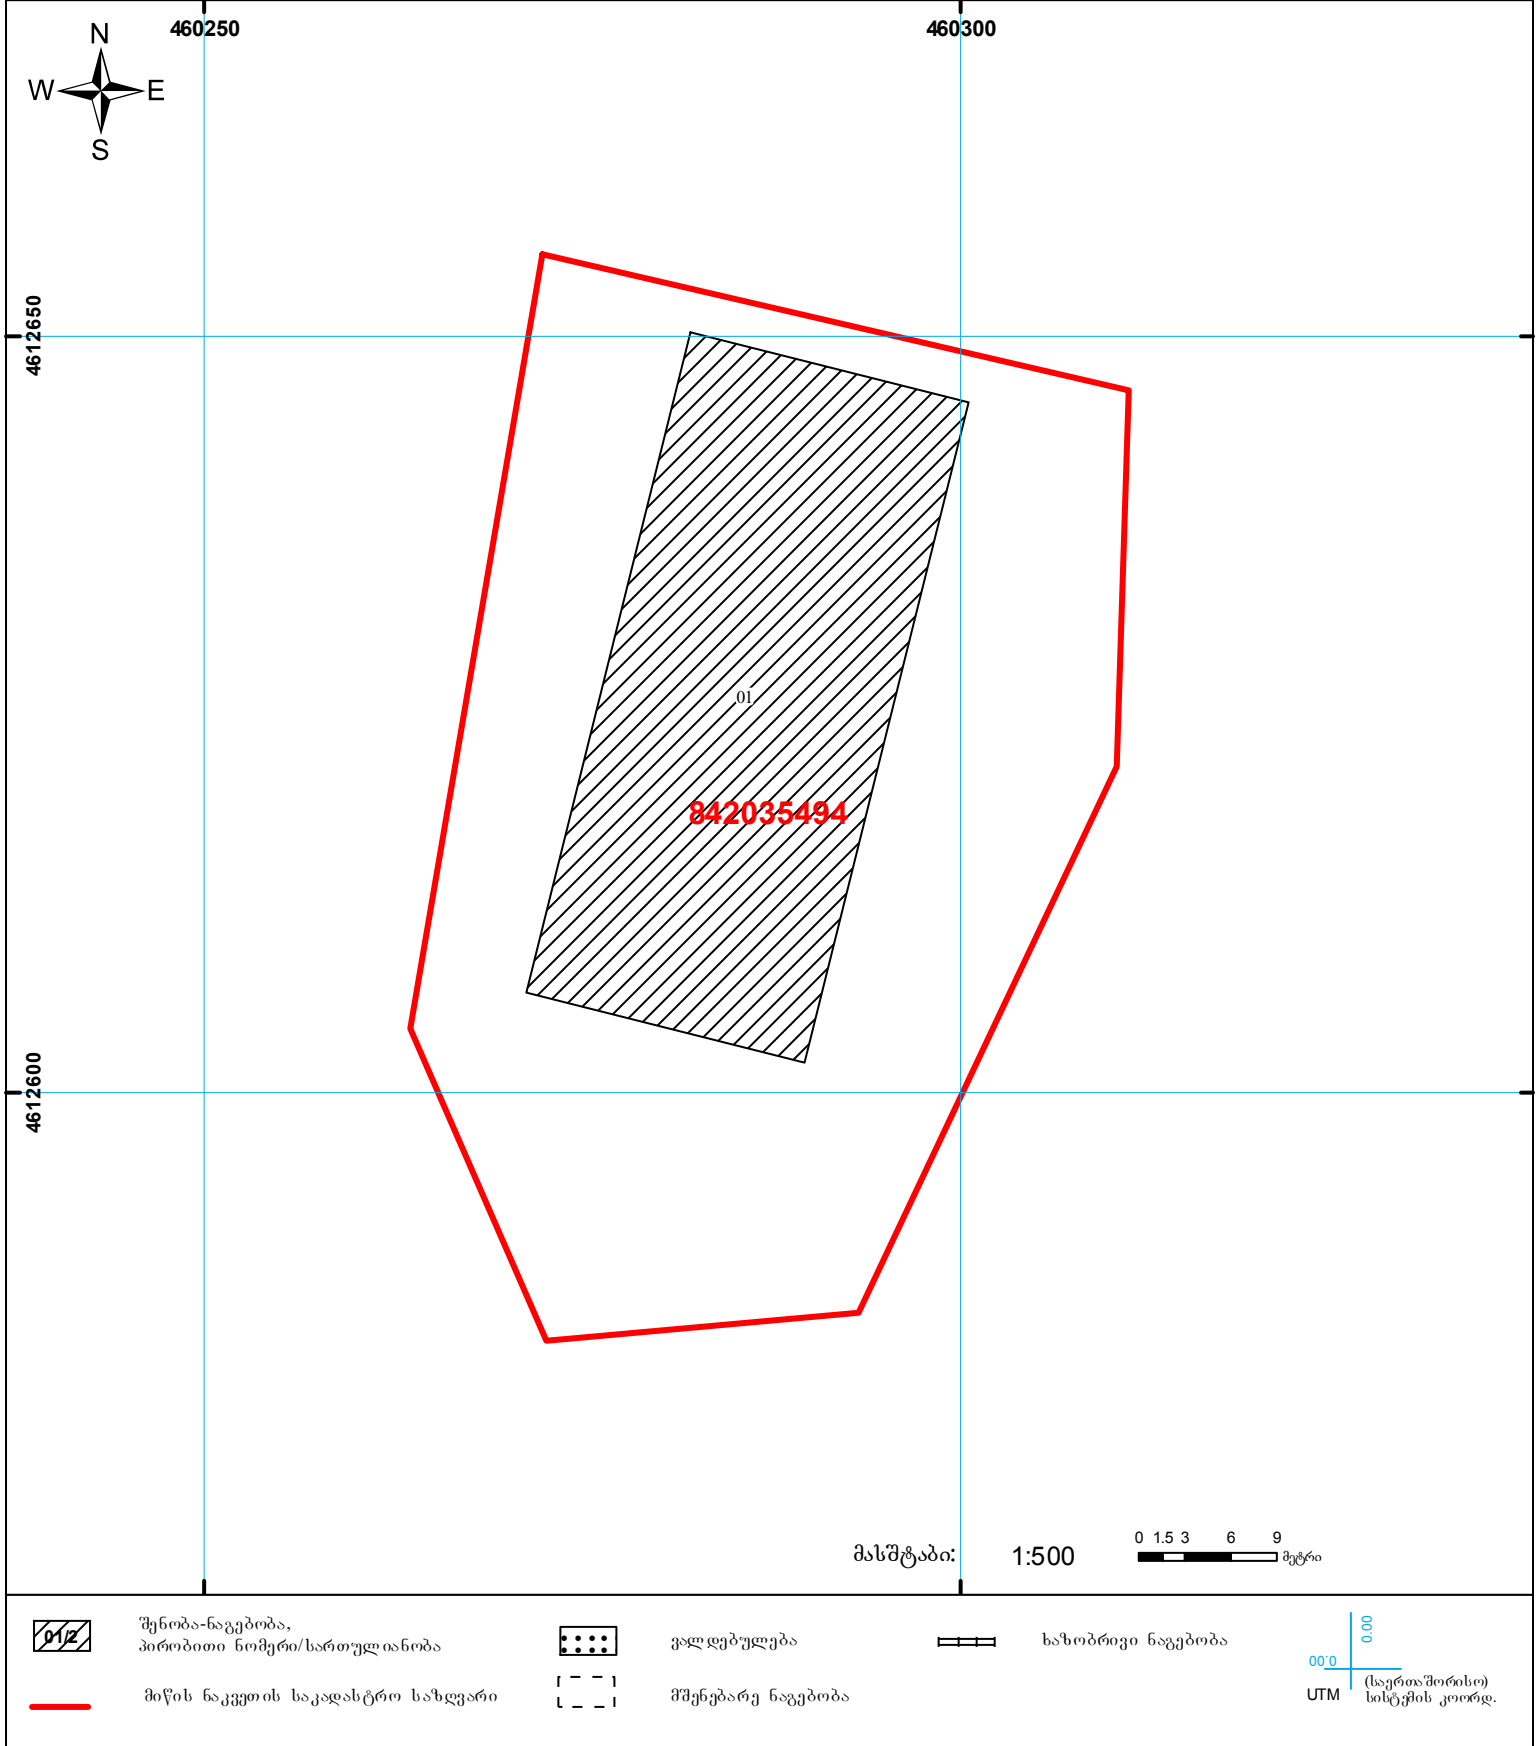 460250
460300
N
W
E
S
4612650
01
842035494
4612600
მასშტაბი:
1:500
0 1.5 3 6 9
მეტრი
01/2
შენობა-ნაგებობა,
პირობითი ნომერი/სართულიანობა
ვალდებულება
ხაზობრივი ნაგებობა
0.00
0.00
მიწის ნაკვეთის საკადასტრო საზღვარი
მშენებარე ნაგებობა
UTM
(საერთაშორისო)
სისტემის კოორდ.